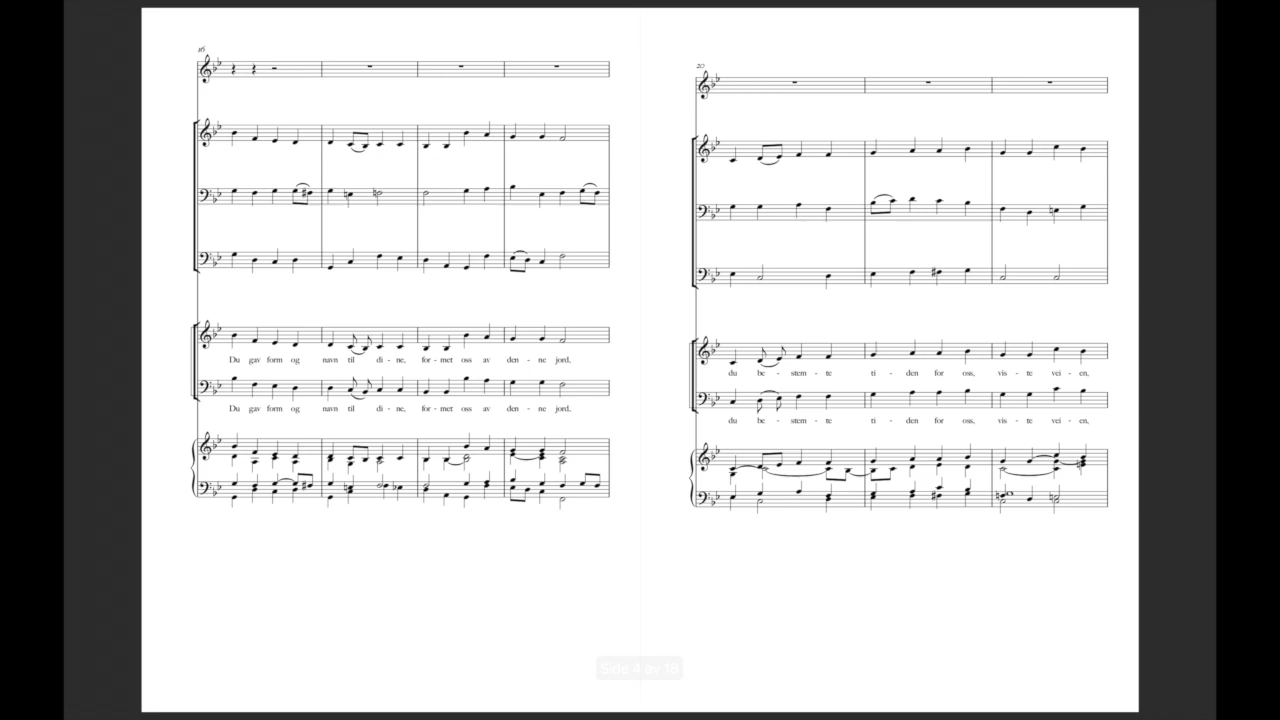 16
Du gav form og navn til di - ne, for - met oss av den - ne jord,
Du gav form og navn til di - ne, for - met oss av den - ne jord,
20
du be - stem - te ti - den for oss, vis - te vei - en,
du be - stem - te ti - den for oss, vis - te vei - en,
Side 4 av 18